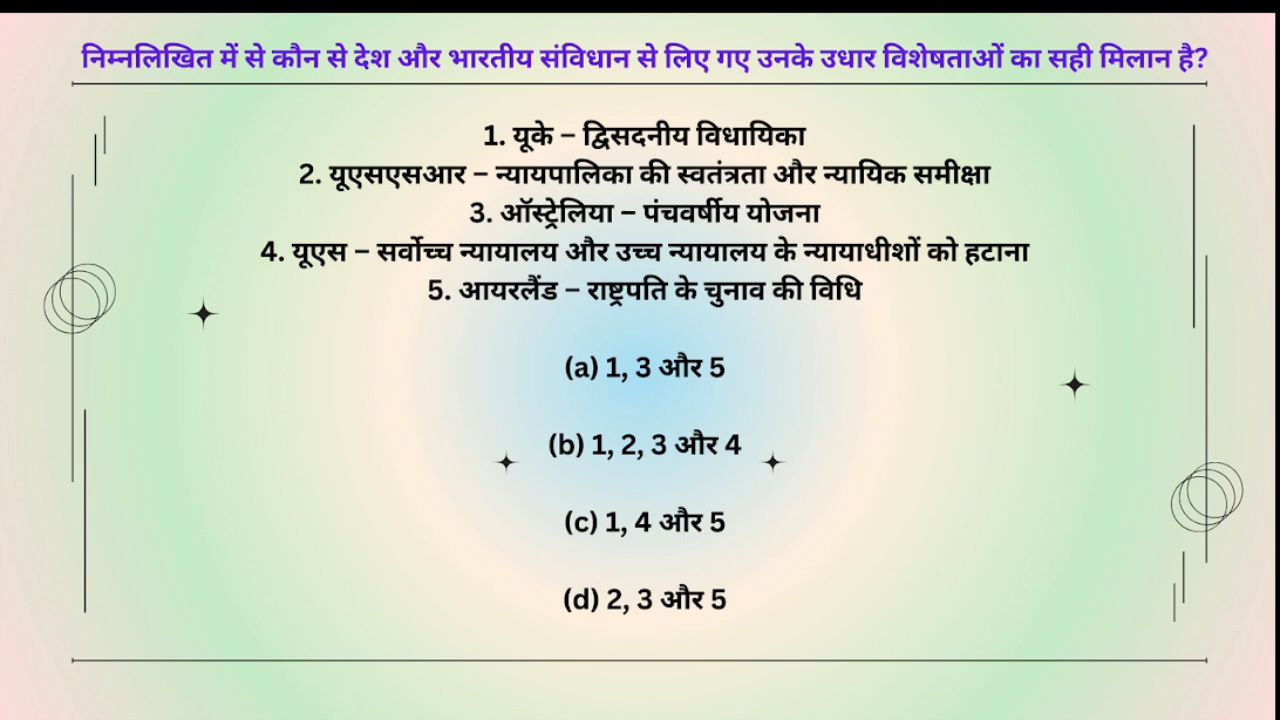 निम्नलिखित में से कौन से देश और भारतीय संविधान से लिए गए उनके उधार विशेषताओं का सही मिलान है?
1. यूके – द्विसदनीय विधायिका
2. यूएसएसआर – न्यायपालिका की स्वतंत्रता और न्यायिक समीक्षा
3. ऑस्ट्रेलिया – पंचवर्षीय योजना
4. यूएस – सर्वोच्च न्यायालय और उच्च न्यायालय के न्यायाधीशों को हटाना
5. आयरलैंड – राष्ट्रपति के चुनाव की विधि
(a) 1, 3 और 5
(b) 1, 2, 3 और 4
(c) 1, 4 और 5
(d) 2, 3 और 5